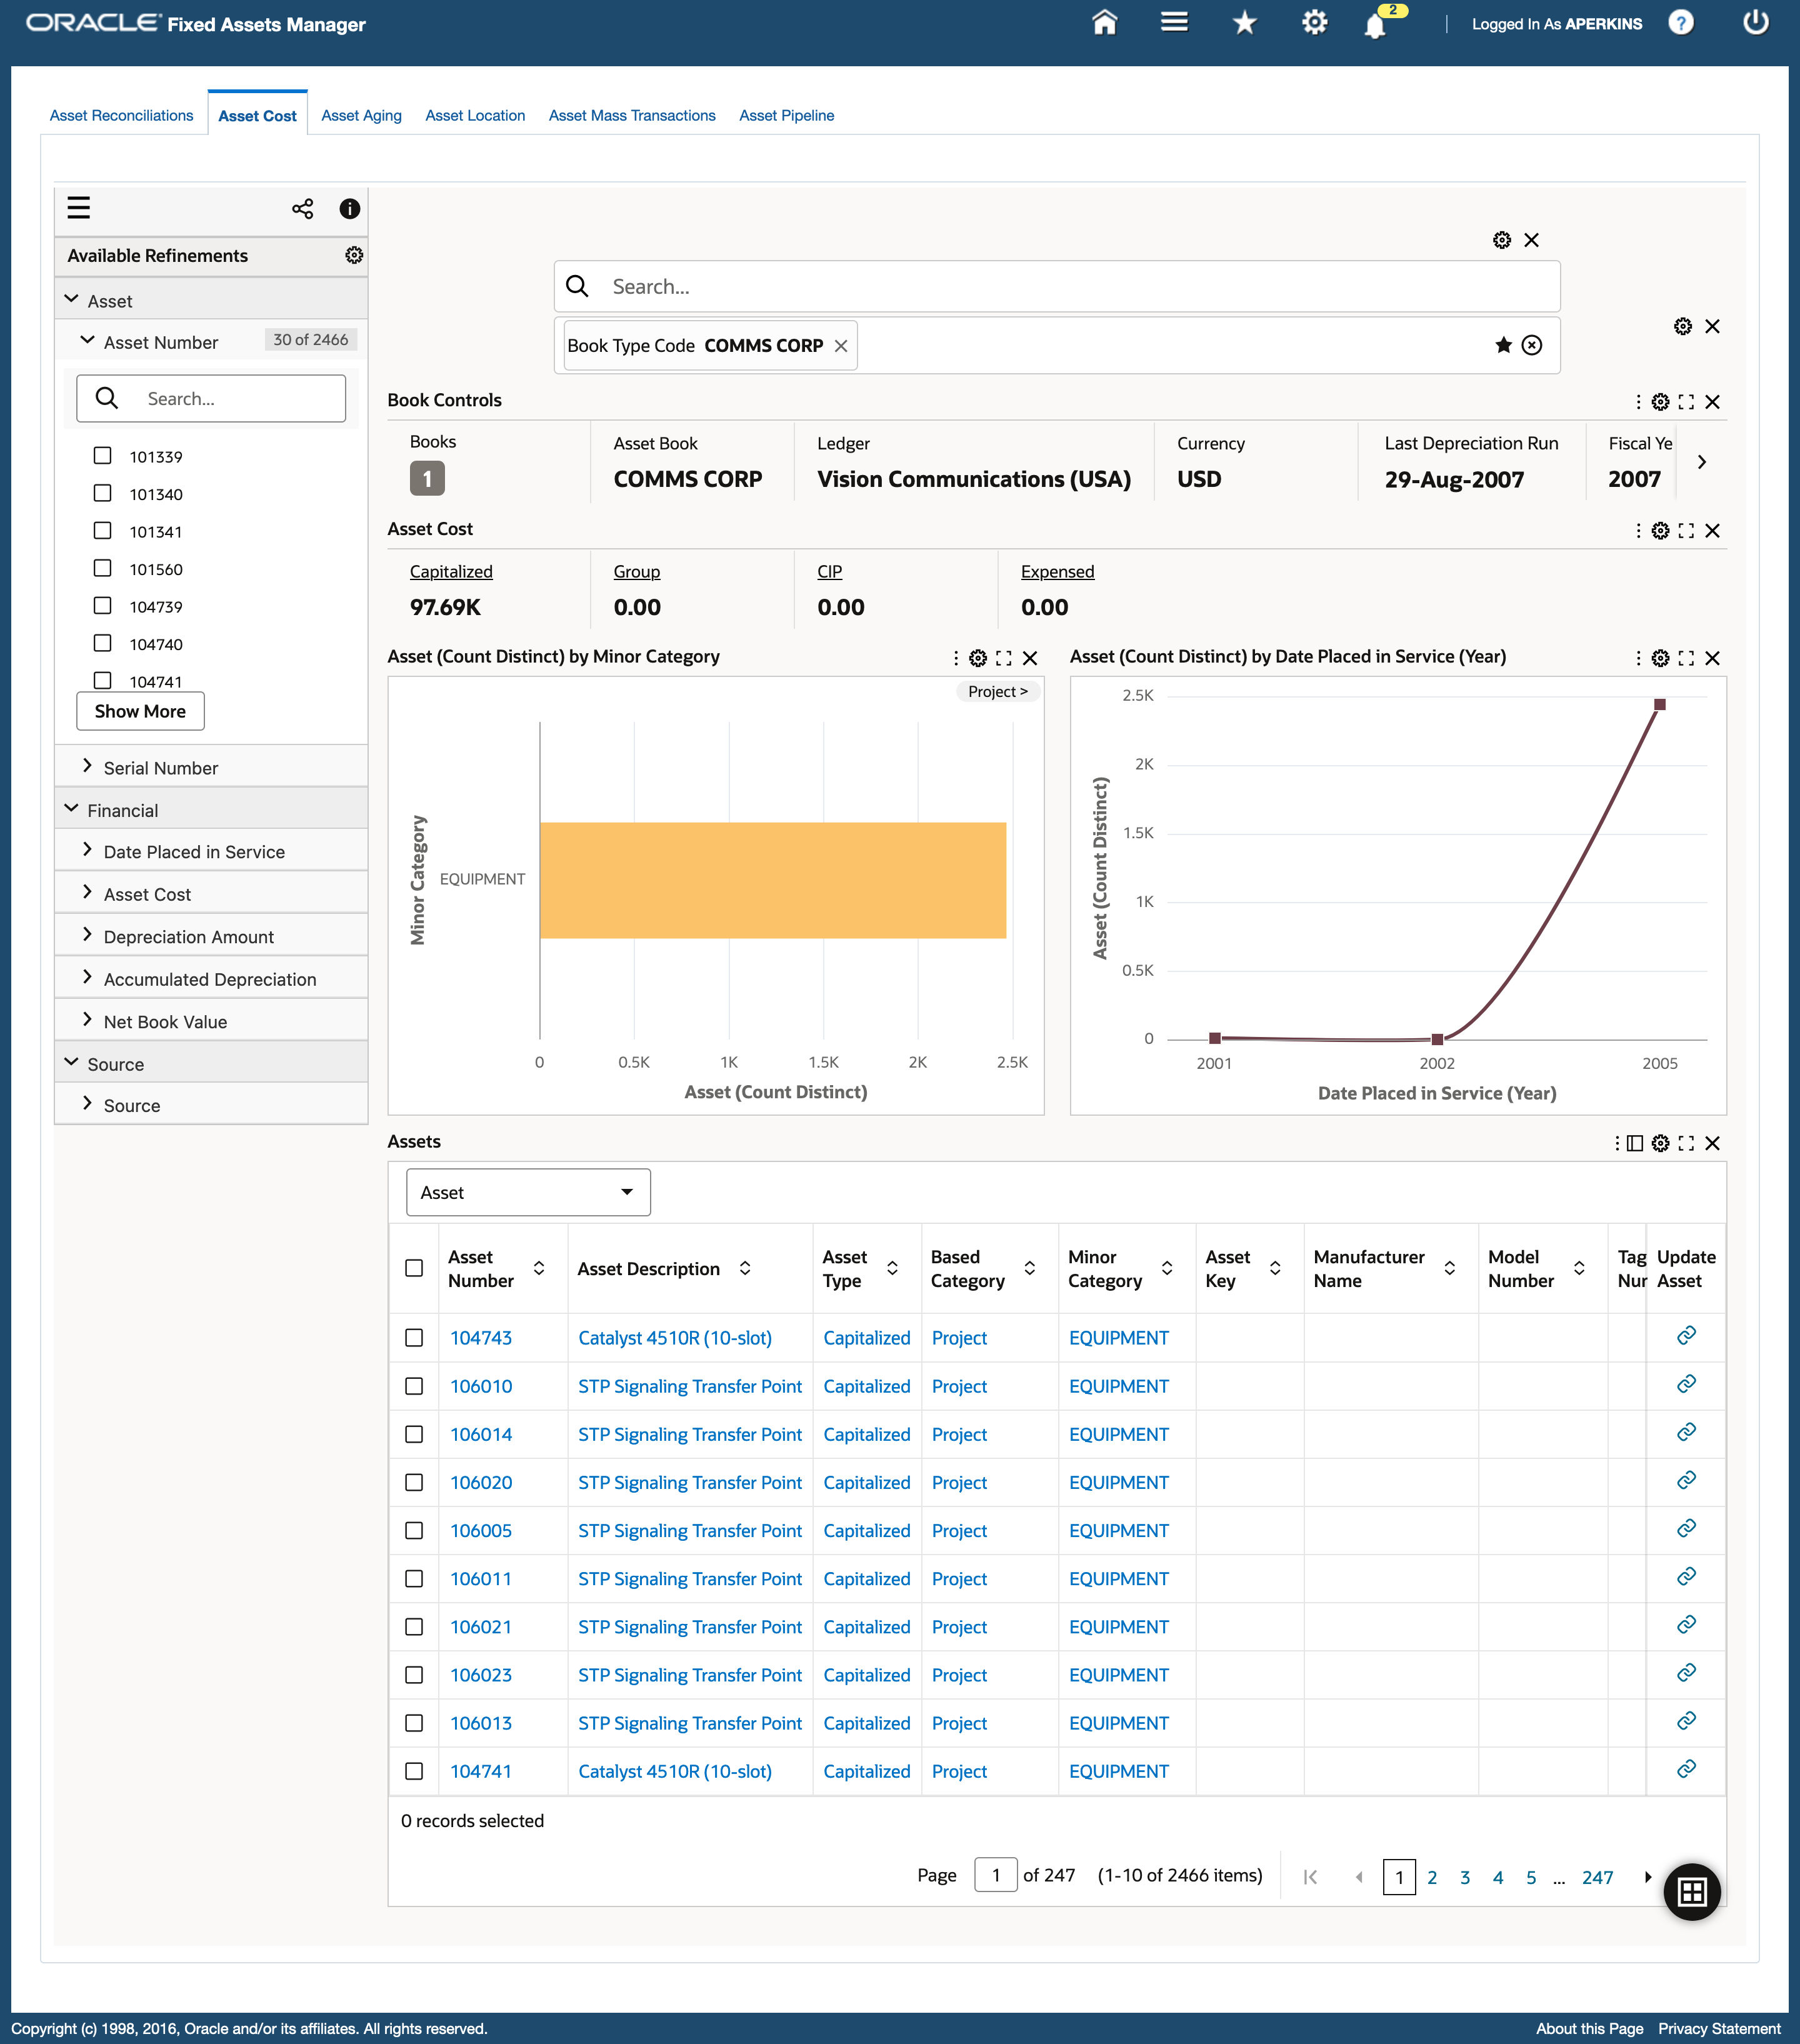 ORACLE Fixed Assets Manager
2
Logged In As APERKINS
?
Asset Reconciliations Asset Cost Asset Aging Asset Location Asset Mass Transactions Asset Pipeline
Available Refinements
Asset
Asset Number 30 of 2466
Search...
101339
101340
101341
101560
104739
104740
104741
Show More
Serial Number
Financial
Date Placed in Service
Asset Cost
Depreciation Amount
Accumulated Depreciation
Net Book Value
Source
Source
Search...
Book Type Code COMMS CORP
Book Controls
Books Asset Book Ledger Currency Last Depreciation Run Fiscal Ye
1 COMMS CORP Vision Communications (USA) USD 29-Aug-2007 2007
Asset Cost
Capitalized Group CIP Expensed
97.69K 0.00 0.00 0.00
Asset (Count Distinct) by Minor Category
Project >
Minor Category
EQUIPMENT
0 0.5K 1K 1.5K 2K 2.5K
Asset (Count Distinct)
Asset (Count Distinct) by Date Placed in Service (Year)
2.5K
2K
1.5K
1K
0.5K
0
Asset (Count Distinct)
2001 2002 2005
Date Placed in Service (Year)
Assets
Asset
Asset Number Asset Description Asset Type Based Category Minor Category Asset Key Manufacturer Name Model Number Tag Nur Update Asset
104743 Catalyst 4510R (10-slot) Capitalized Project EQUIPMENT
106010 STP Signaling Transfer Point Capitalized Project EQUIPMENT
106014 STP Signaling Transfer Point Capitalized Project EQUIPMENT
106020 STP Signaling Transfer Point Capitalized Project EQUIPMENT
106005 STP Signaling Transfer Point Capitalized Project EQUIPMENT
106011 STP Signaling Transfer Point Capitalized Project EQUIPMENT
106021 STP Signaling Transfer Point Capitalized Project EQUIPMENT
106023 STP Signaling Transfer Point Capitalized Project EQUIPMENT
106013 STP Signaling Transfer Point Capitalized Project EQUIPMENT
104741 Catalyst 4510R (10-slot) Capitalized Project EQUIPMENT
0 records selected
Page 1 of 247 (1-10 of 2466 items) 1 2 3 4 5 ... 247
Copyright (c) 1998, 2016, Oracle and/or its affiliates. All rights reserved.
About this Page Privacy Statement